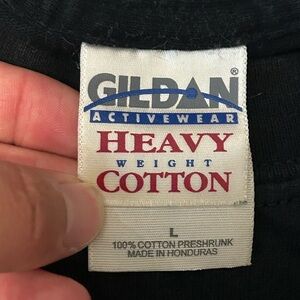 GILDAN®
ACTIVEWEAR
HEAVY
WEIGHT
COTTON
L
100% COTTON PRESHRUNK
MADE IN HONDURAS